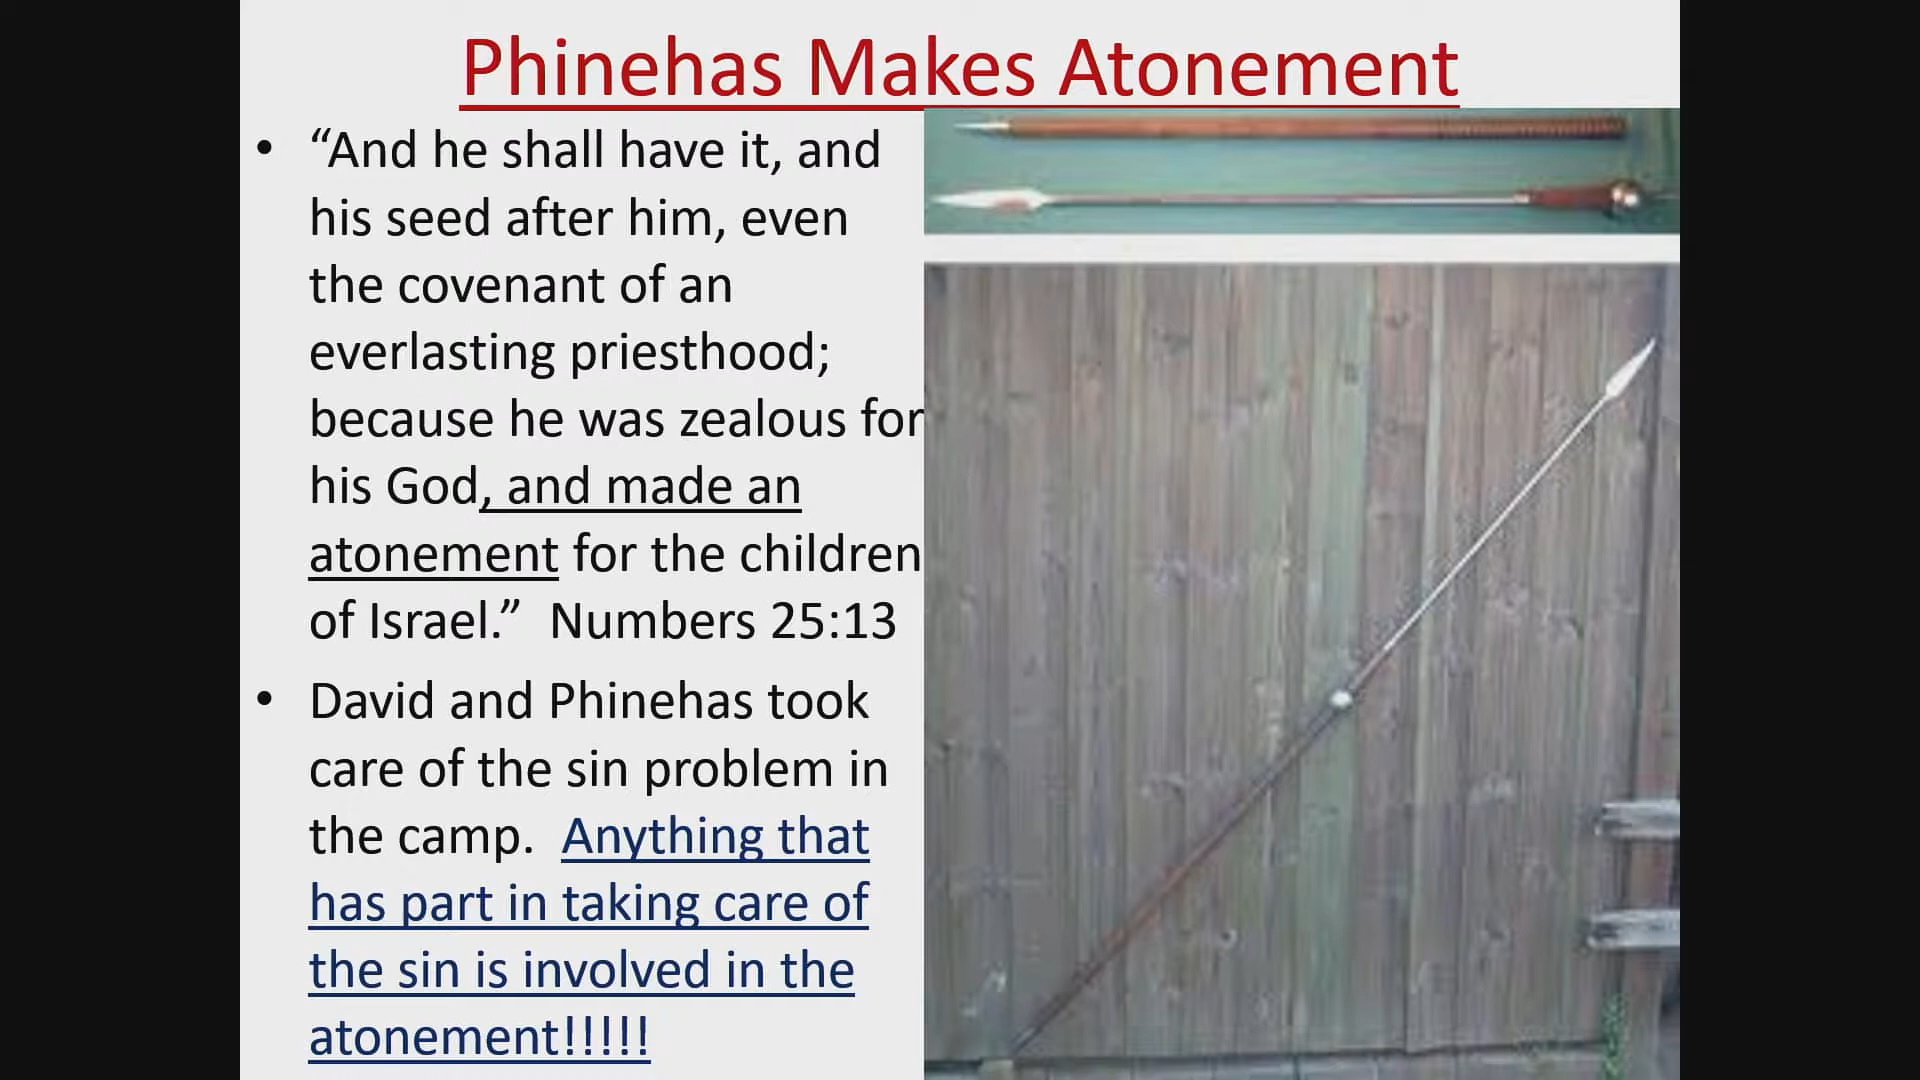 Phinehas Makes Atonement
• “And he shall have it, and
his seed after him, even
the covenant of an
everlasting priesthood;
because he was zealous for
his God, and made an
atonement for the children
of Israel.”  Numbers 25:13
• David and Phinehas took
care of the sin problem in
the camp.  Anything that
has part in taking care of
the sin is involved in the
atonement!!!!!